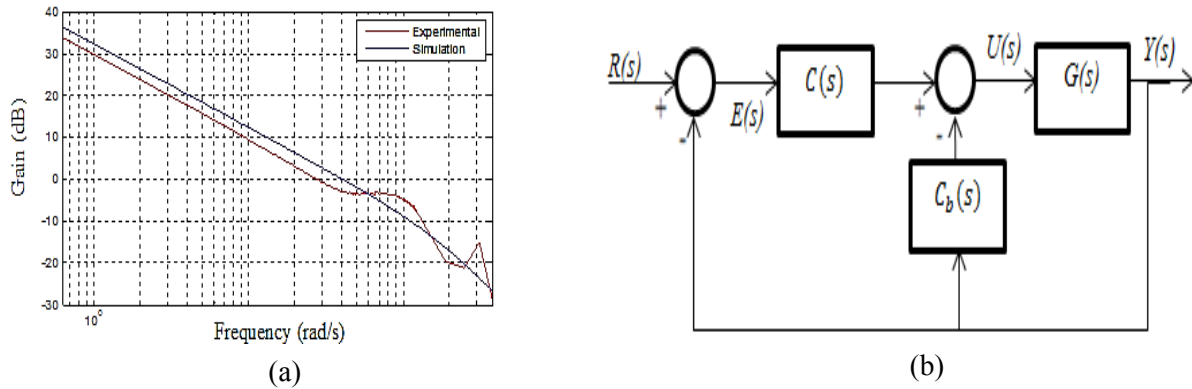 40
30
20
10
0
-10
-20
-30
Gain (dB)
Experimental
Simulation
10⁰
Frequency (rad/s)
(a)
R(s)
+
-
E(s)
C(s)
+
-
U(s)
G(s)
Y(s)
C_b(s)
(b)